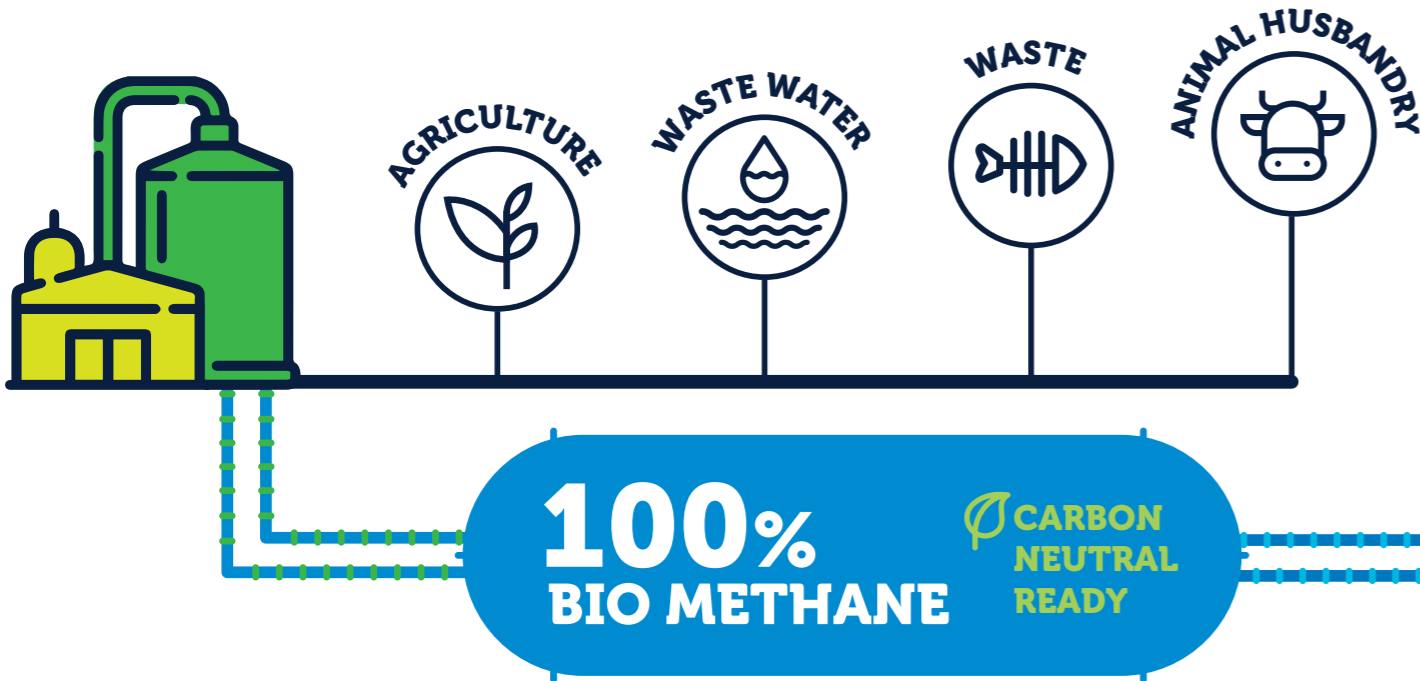 AGRICULTURE
WASTE WATER
WASTE
ANIMAL HUSBANDRY
100%
BIO METHANE
CARBON
NEUTRAL
READY